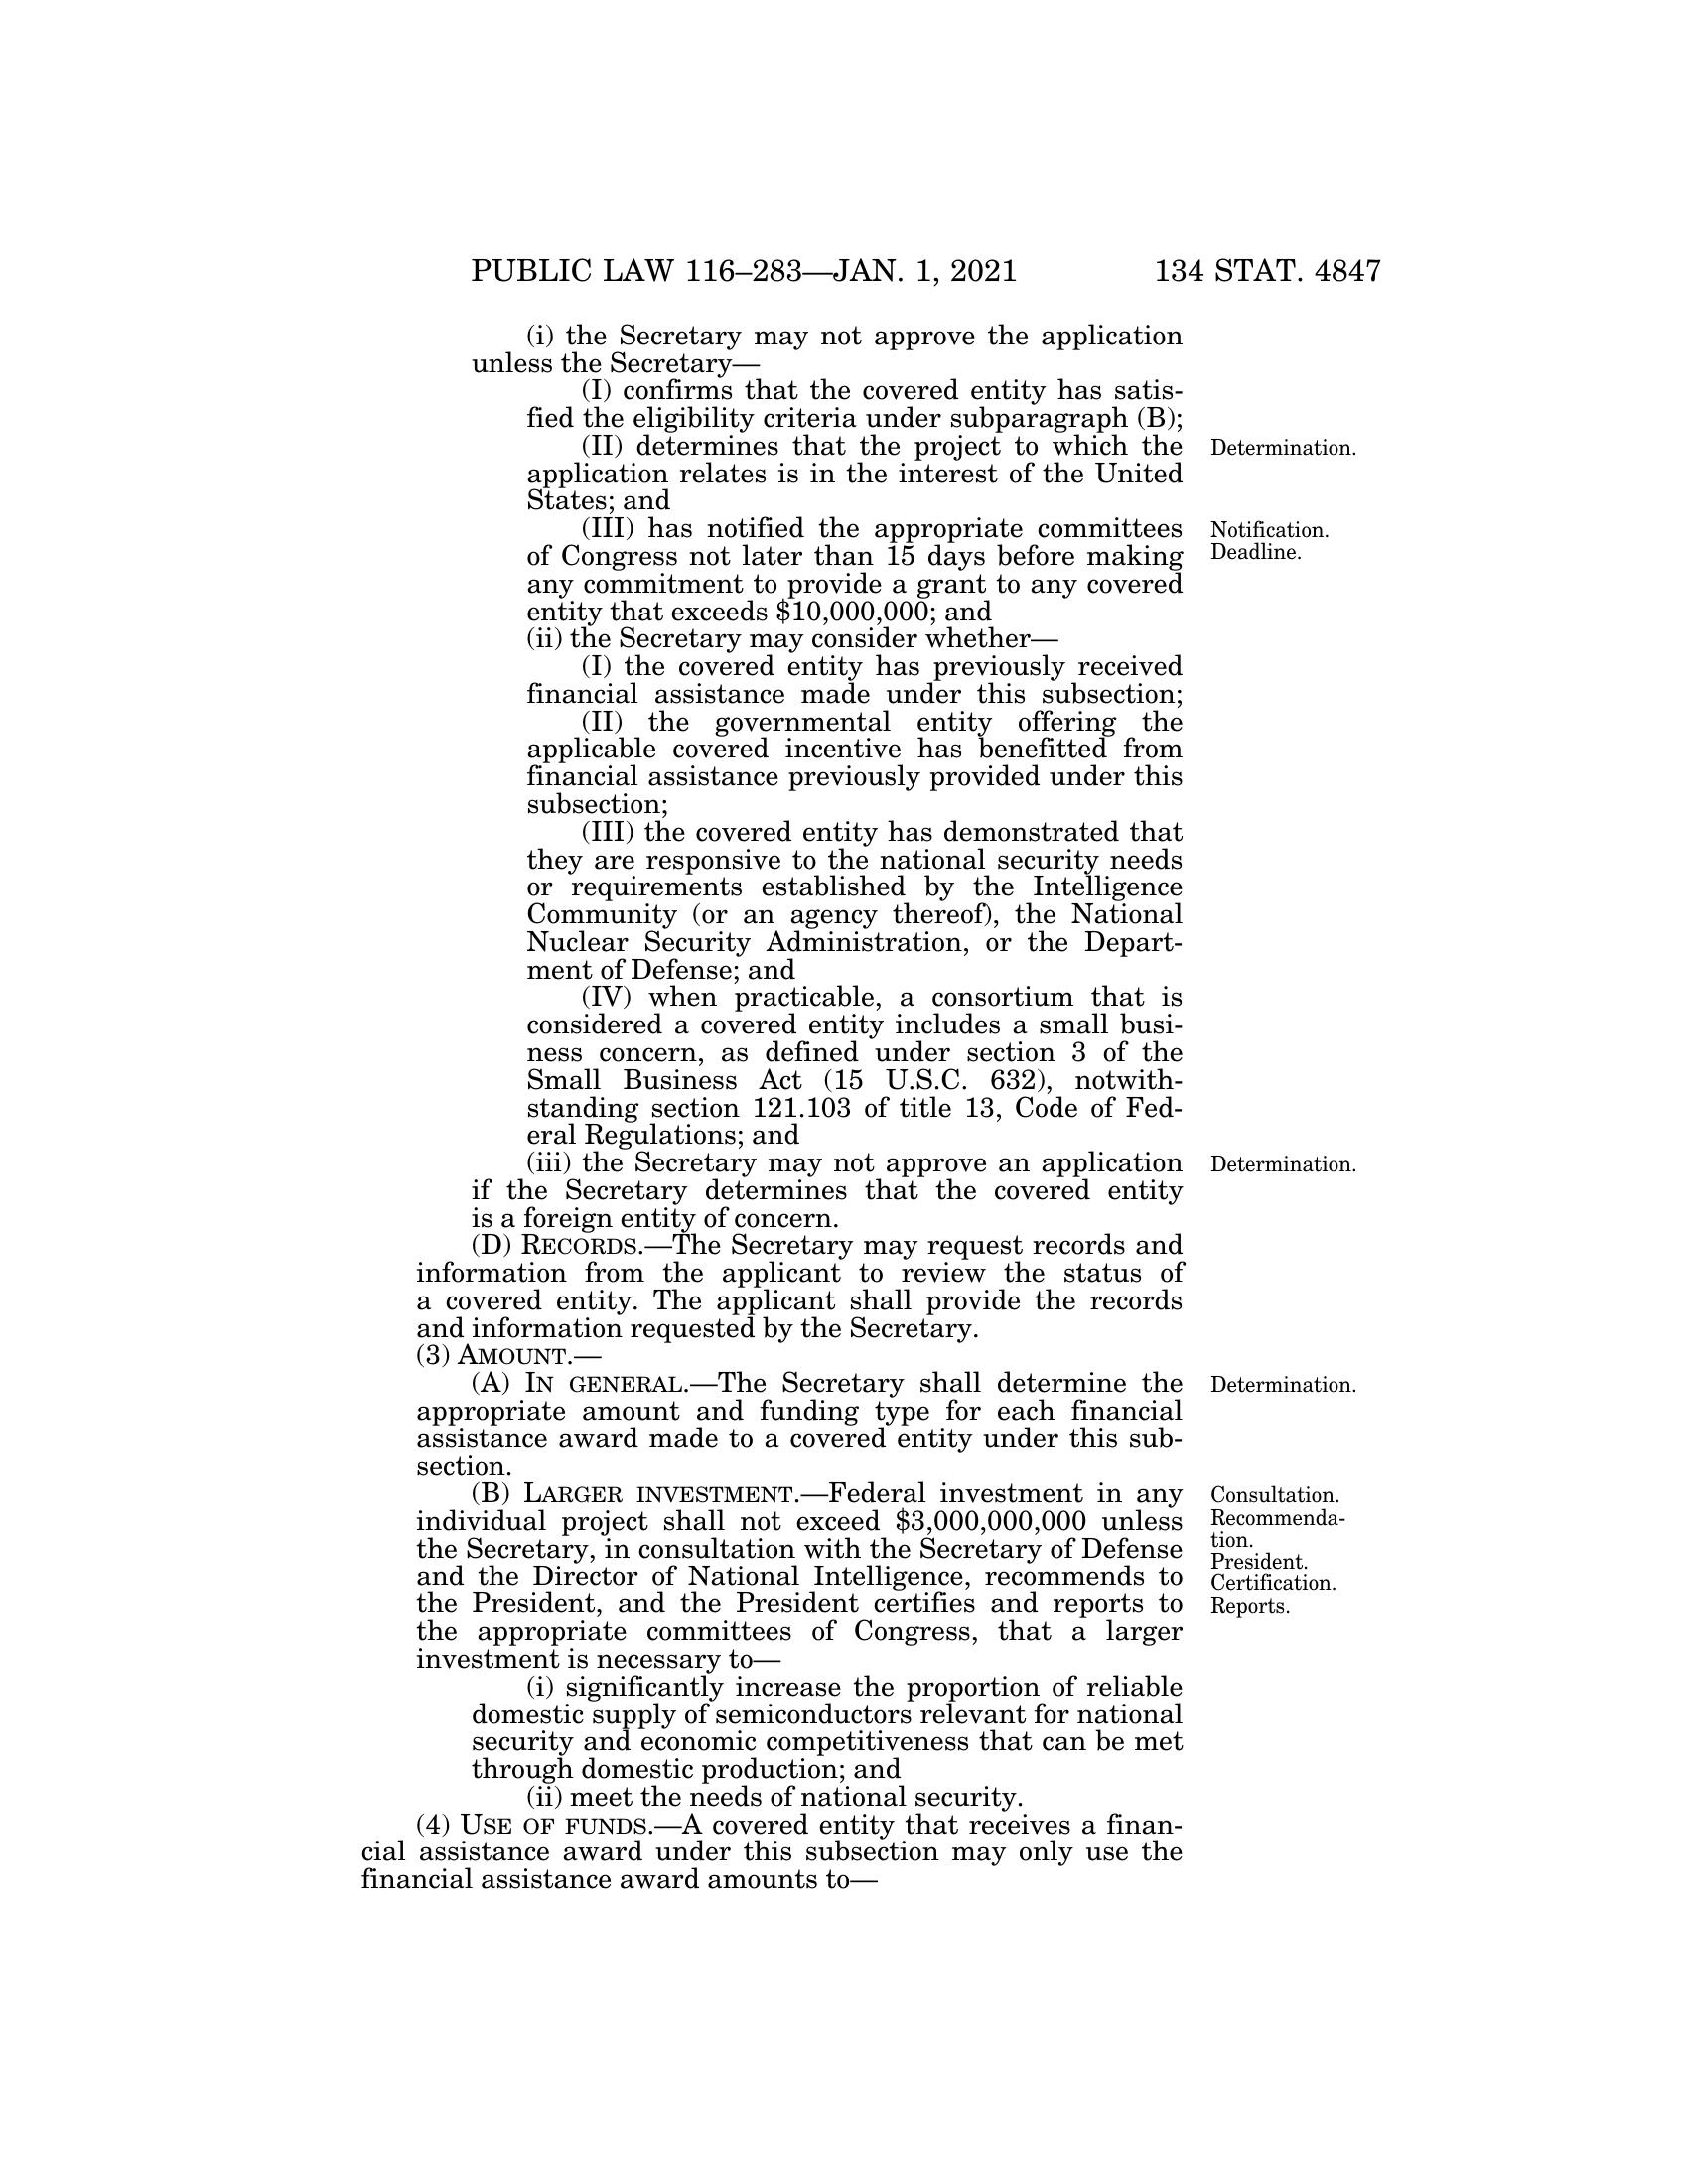 PUBLIC LAW 116–283—JAN. 1, 2021 134 STAT. 4847
(i) the Secretary may not approve the application
unless the Secretary—
(I) confirms that the covered entity has satis-
fied the eligibility criteria under subparagraph (B);
(II) determines that the project to which the
application relates is in the interest of the United
States; and
(III) has notified the appropriate committees
of Congress not later than 15 days before making
any commitment to provide a grant to any covered
entity that exceeds $10,000,000; and
(ii) the Secretary may consider whether—
(I) the covered entity has previously received
financial assistance made under this subsection;
(II) the governmental entity offering the
applicable covered incentive has benefitted from
financial assistance previously provided under this
subsection;
(III) the covered entity has demonstrated that
they are responsive to the national security needs
or requirements established by the Intelligence
Community (or an agency thereof), the National
Nuclear Security Administration, or the Depart-
ment of Defense; and
(IV) when practicable, a consortium that is
considered a covered entity includes a small busi-
ness concern, as defined under section 3 of the
Small Business Act (15 U.S.C. 632), notwith-
standing section 121.103 of title 13, Code of Fed-
eral Regulations; and
(iii) the Secretary may not approve an application
if the Secretary determines that the covered entity
is a foreign entity of concern.
(D) RECORDS.—The Secretary may request records and
information from the applicant to review the status of
a covered entity. The applicant shall provide the records
and information requested by the Secretary.
(3) AMOUNT.—
(A) IN GENERAL.—The Secretary shall determine the
appropriate amount and funding type for each financial
assistance award made to a covered entity under this sub-
section.
(B) LARGER INVESTMENT.—Federal investment in any
individual project shall not exceed $3,000,000,000 unless
the Secretary, in consultation with the Secretary of Defense
and the Director of National Intelligence, recommends to
the President, and the President certifies and reports to
the appropriate committees of Congress, that a larger
investment is necessary to—
(i) significantly increase the proportion of reliable
domestic supply of semiconductors relevant for national
security and economic competitiveness that can be met
through domestic production; and
(ii) meet the needs of national security.
(4) USE OF FUNDS.—A covered entity that receives a finan-
cial assistance award under this subsection may only use the
financial assistance award amounts to—
Determination.
Notification.
Deadline.
Determination.
Determination.
Consultation.
Recommenda-
tion.
President.
Certification.
Reports.